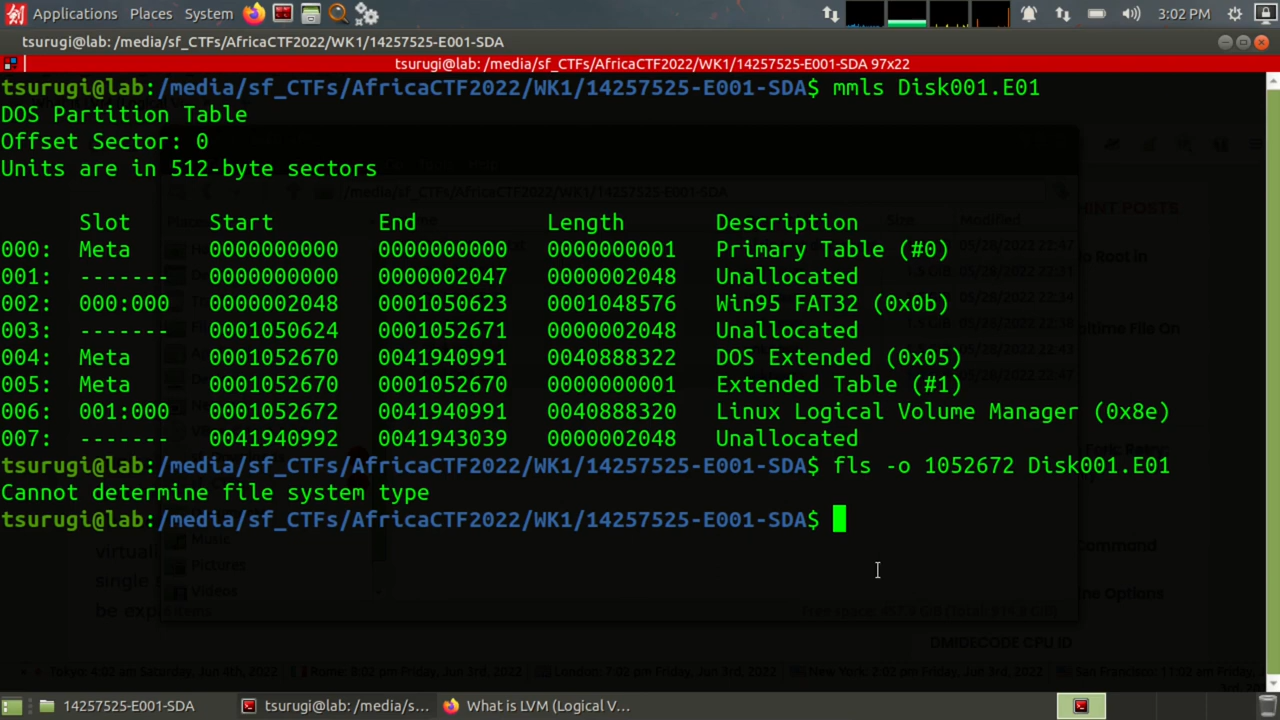 Applications Places System 3:02 PM
tsurugi@lab: /media/sf_CTFs/AfricaCTF2022/WK1/14257525-E001-SDA
tsurugi@lab: /media/sf_CTFs/AfricaCTF2022/WK1/14257525-E001-SDA 97x22
tsurugi@lab:/media/sf_CTFs/AfricaCTF2022/WK1/14257525-E001-SDA$ mmls Disk001.E01
DOS Partition Table
Offset Sector: 0
Units are in 512-byte sectors
Slot Start End Length Description
000: Meta 0000000000 0000000000 0000000001 Primary Table (#0)
001: ------- 0000000000 0000002047 0000002048 Unallocated
002: 000:000 0000002048 0001050623 0001048576 Win95 FAT32 (0x0b)
003: ------- 0001050624 0001052671 0000002048 Unallocated
004: Meta 0001052670 0041940991 0040888322 DOS Extended (0x05)
005: Meta 0001052670 0001052670 0000000001 Extended Table (#1)
006: 001:000 0001052672 0041940991 0040888320 Linux Logical Volume Manager (0x8e)
007: ------- 0041940992 0041943039 0000002048 Unallocated
tsurugi@lab:/media/sf_CTFs/AfricaCTF2022/WK1/14257525-E001-SDA$ fls -o 1052672 Disk001.E01
Cannot determine file system type
tsurugi@lab:/media/sf_CTFs/AfricaCTF2022/WK1/14257525-E001-SDA$
Music
Pictures
Videos
DMIDECODE CPU ID
14257525-E001-SDA tsurugi@lab: /media/s... What is LVM (Logical V...